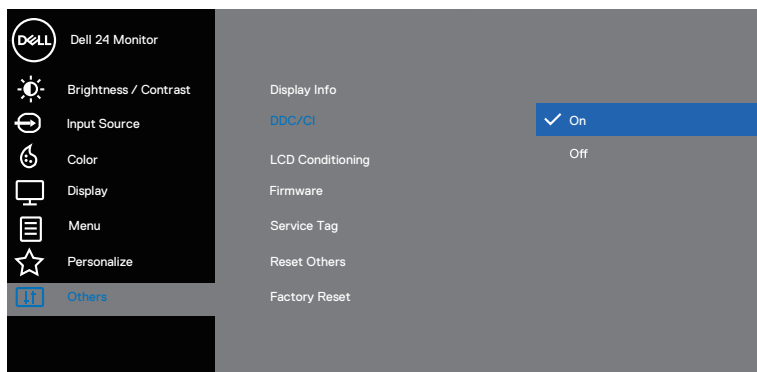 DELL
Dell 24 Monitor
Brightness / Contrast
Input Source
Color
Display
Menu
Personalize
Others
Display Info
DDC/CI
LCD Conditioning
Firmware
Service Tag
Reset Others
Factory Reset
On
Off